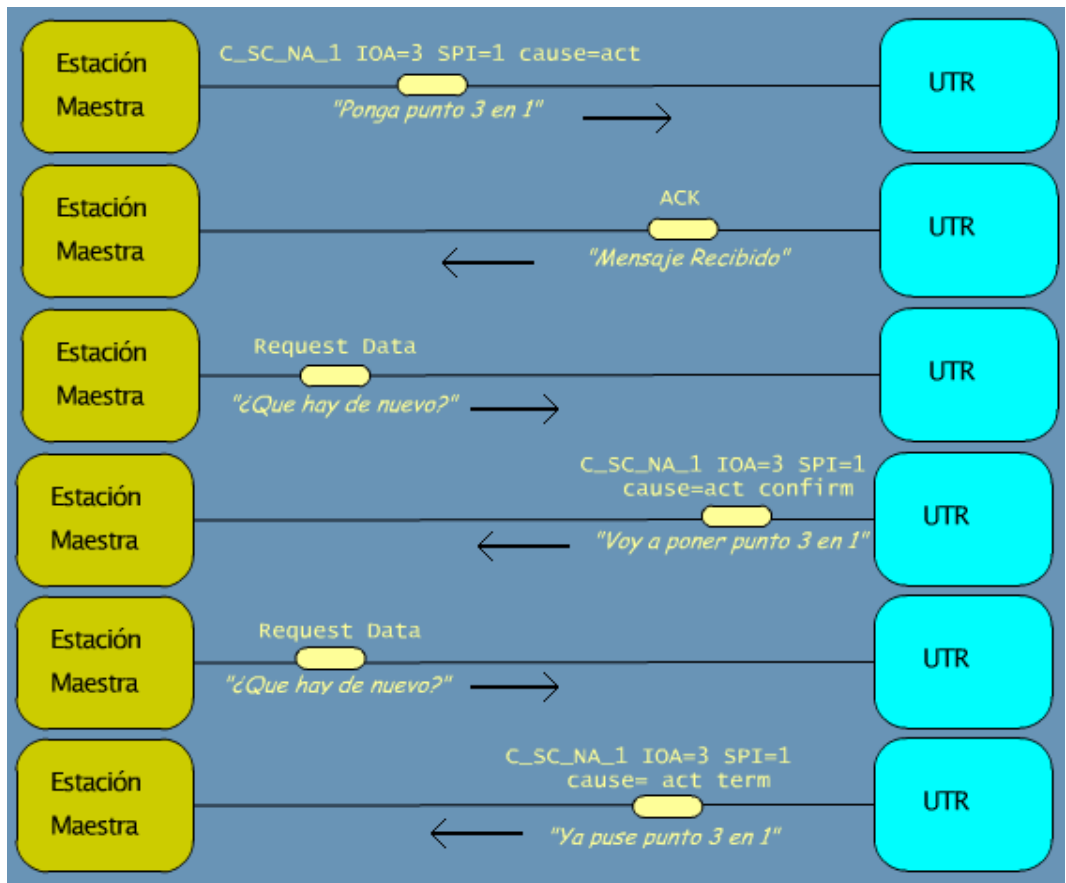 Estación
Maestra
C_SC_NA_1 IOA=3 SPI=1 cause=act
"Ponga punto 3 en 1"
UTR
Estación
Maestra
ACK
"Mensaje Recibido"
UTR
Estación
Maestra
Request Data
"¿Que hay de nuevo?"
UTR
Estación
Maestra
C_SC_NA_1 IOA=3 SPI=1
cause=act confirm
"Voy a poner punto 3 en 1"
UTR
Estación
Maestra
Request Data
"¿Que hay de nuevo?"
UTR
Estación
Maestra
C_SC_NA_1 IOA=3 SPI=1
cause= act term
"Ya puse punto 3 en 1"
UTR